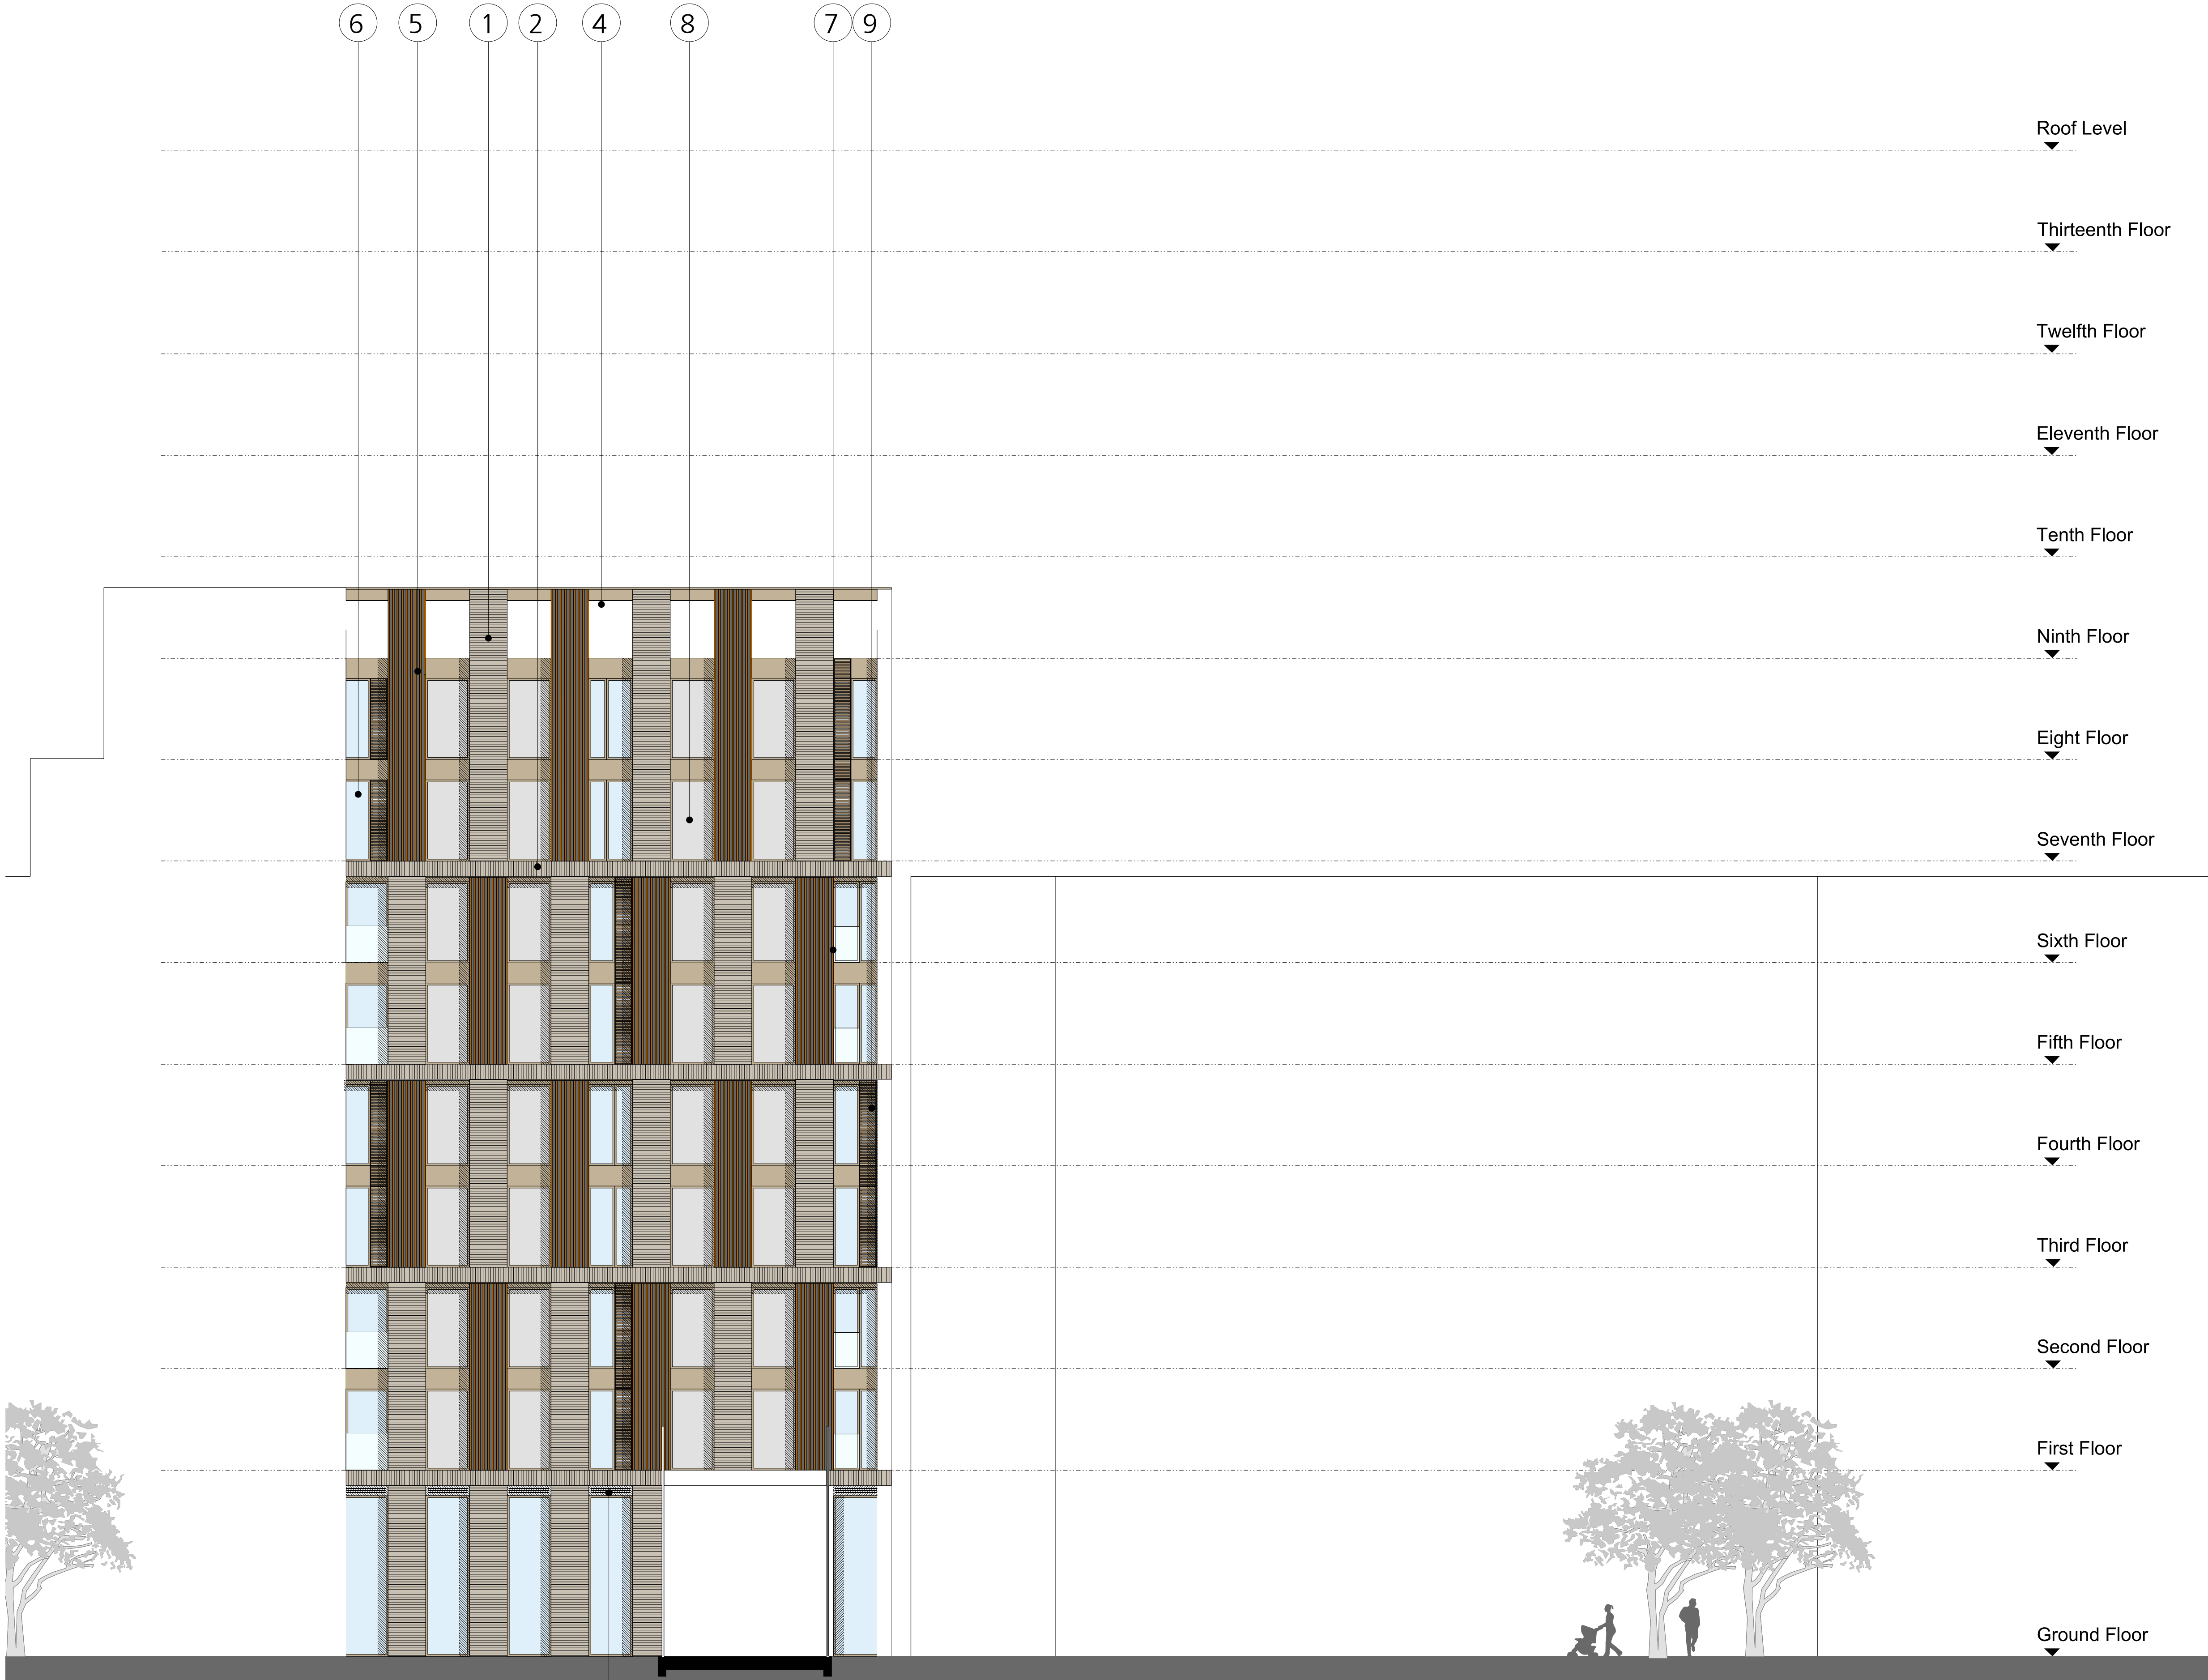 6 5 1 2 4 8 7 9
Roof Level
Thirteenth Floor
Twelfth Floor
Eleventh Floor
Tenth Floor
Ninth Floor
Eight Floor
Seventh Floor
Sixth Floor
Fifth Floor
Fourth Floor
Third Floor
Second Floor
First Floor
Ground Floor